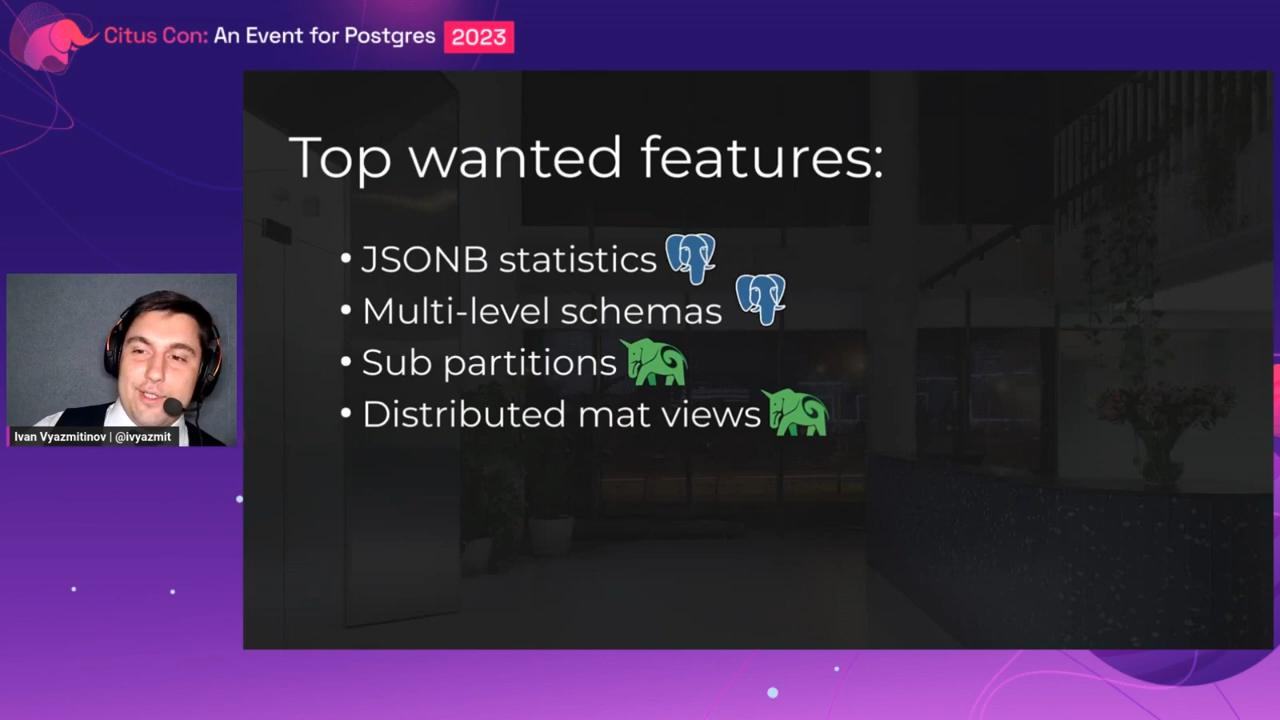 Citus Con: An Event for Postgres 2023
Top wanted features:
• JSONB statistics
• Multi-level schemas
• Sub partitions
• Distributed mat views
Ivan Vyazmitinov | @ivyazmit